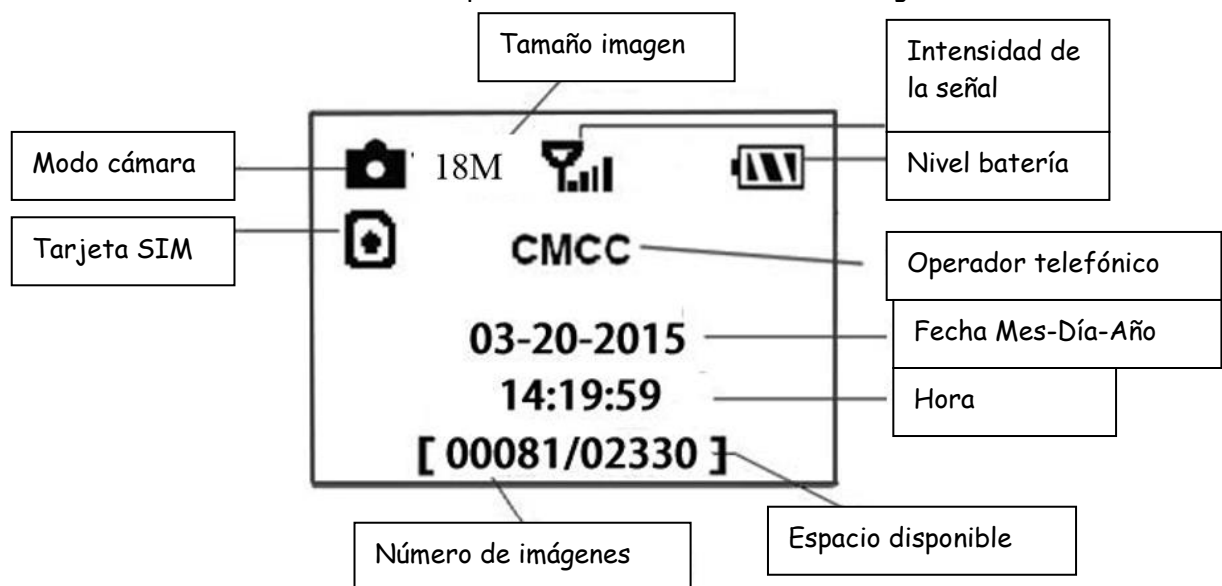 Tamaño imagen
Intensidad de
la señal
Modo cámara
18M
Nivel batería
Tarjeta SIM
CMCC
Operador telefónico
03-20-2015
Fecha Mes-Día-Año
14:19:59
Hora
[ 00081/02330 ]
Número de imágenes
Espacio disponible